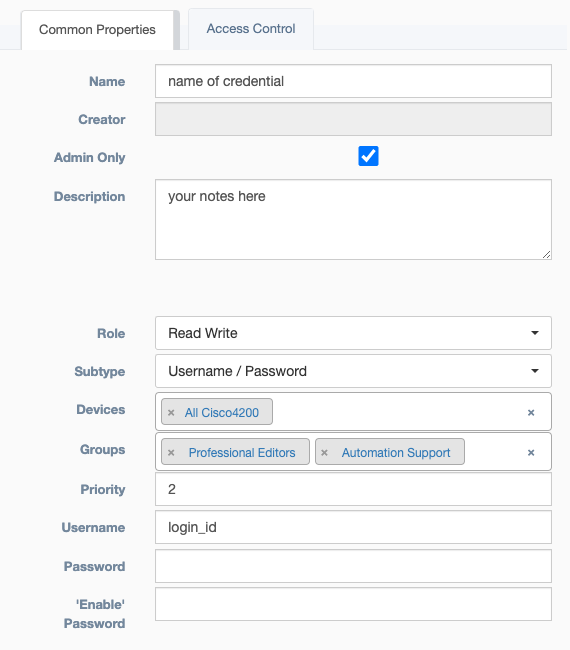 Common Properties
Access Control
Name
name of credential
Creator
Admin Only
Description
your notes here
Role
Read Write
Subtype
Username / Password
Devices
× All Cisco4200 ×
Groups
× Professional Editors × Automation Support ×
Priority
2
Username
login_id
Password
'Enable'
Password